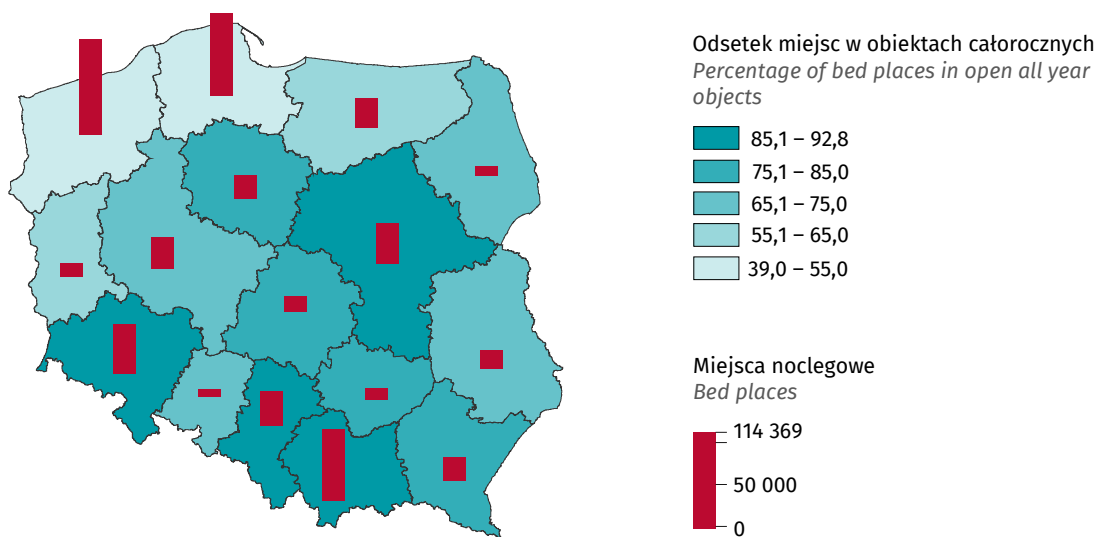 Odsetek miejsc w obiektach całorocznych
Percentage of bed places in open all year
objects
85,1 – 92,8
75,1 – 85,0
65,1 – 75,0
55,1 – 65,0
39,0 – 55,0
Miejsca noclegowe
Bed places
114 369
50 000
0